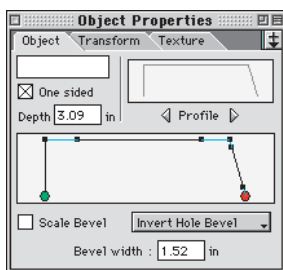 Object Properties
Object Transform Texture
One sided
Depth 3.09 in
Profile
Scale Bevel Invert Hole Bevel
Bevel width : 1.52 in